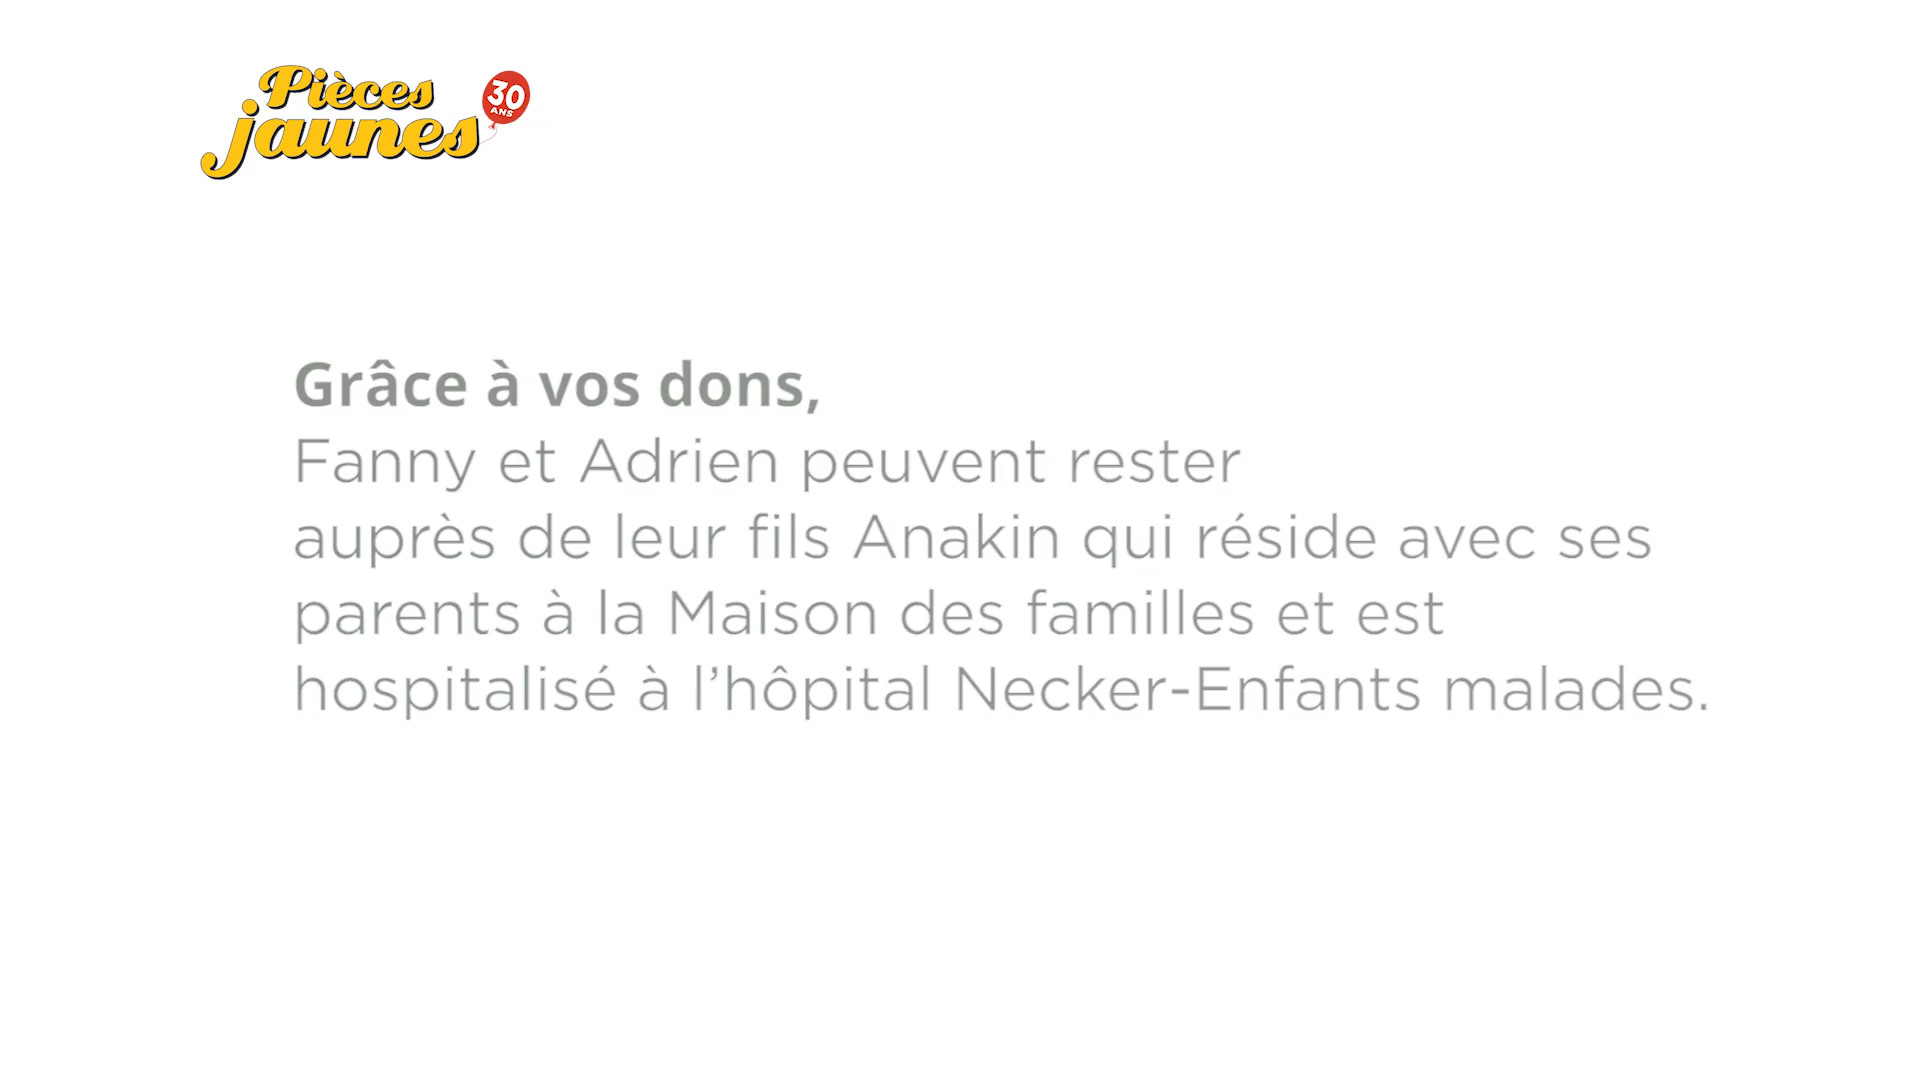 Pièces
jaunes
30
ANS
Grâce à vos dons,
Fanny et Adrien peuvent rester
auprès de leur fils Anakin qui réside avec ses
parents à la Maison des familles et est
hospitalisé à l’hôpital Necker-Enfants malades.